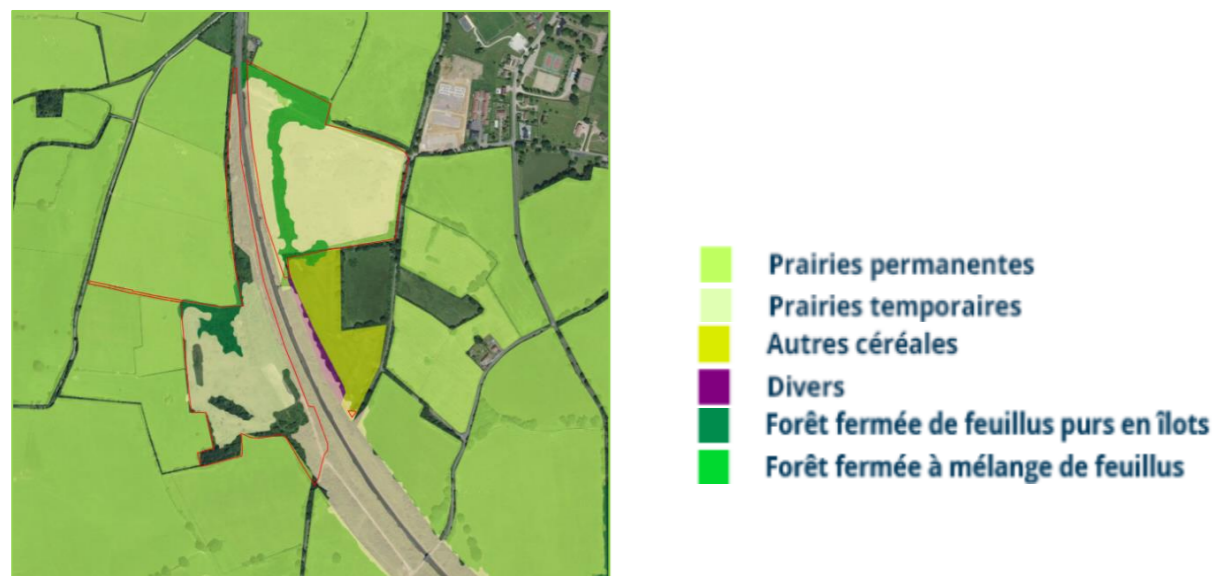 Prairies permanentes
Prairies temporaires
Autres céréales
Divers
Forêt fermée de feuillus purs en îlots
Forêt fermée à mélange de feuillus